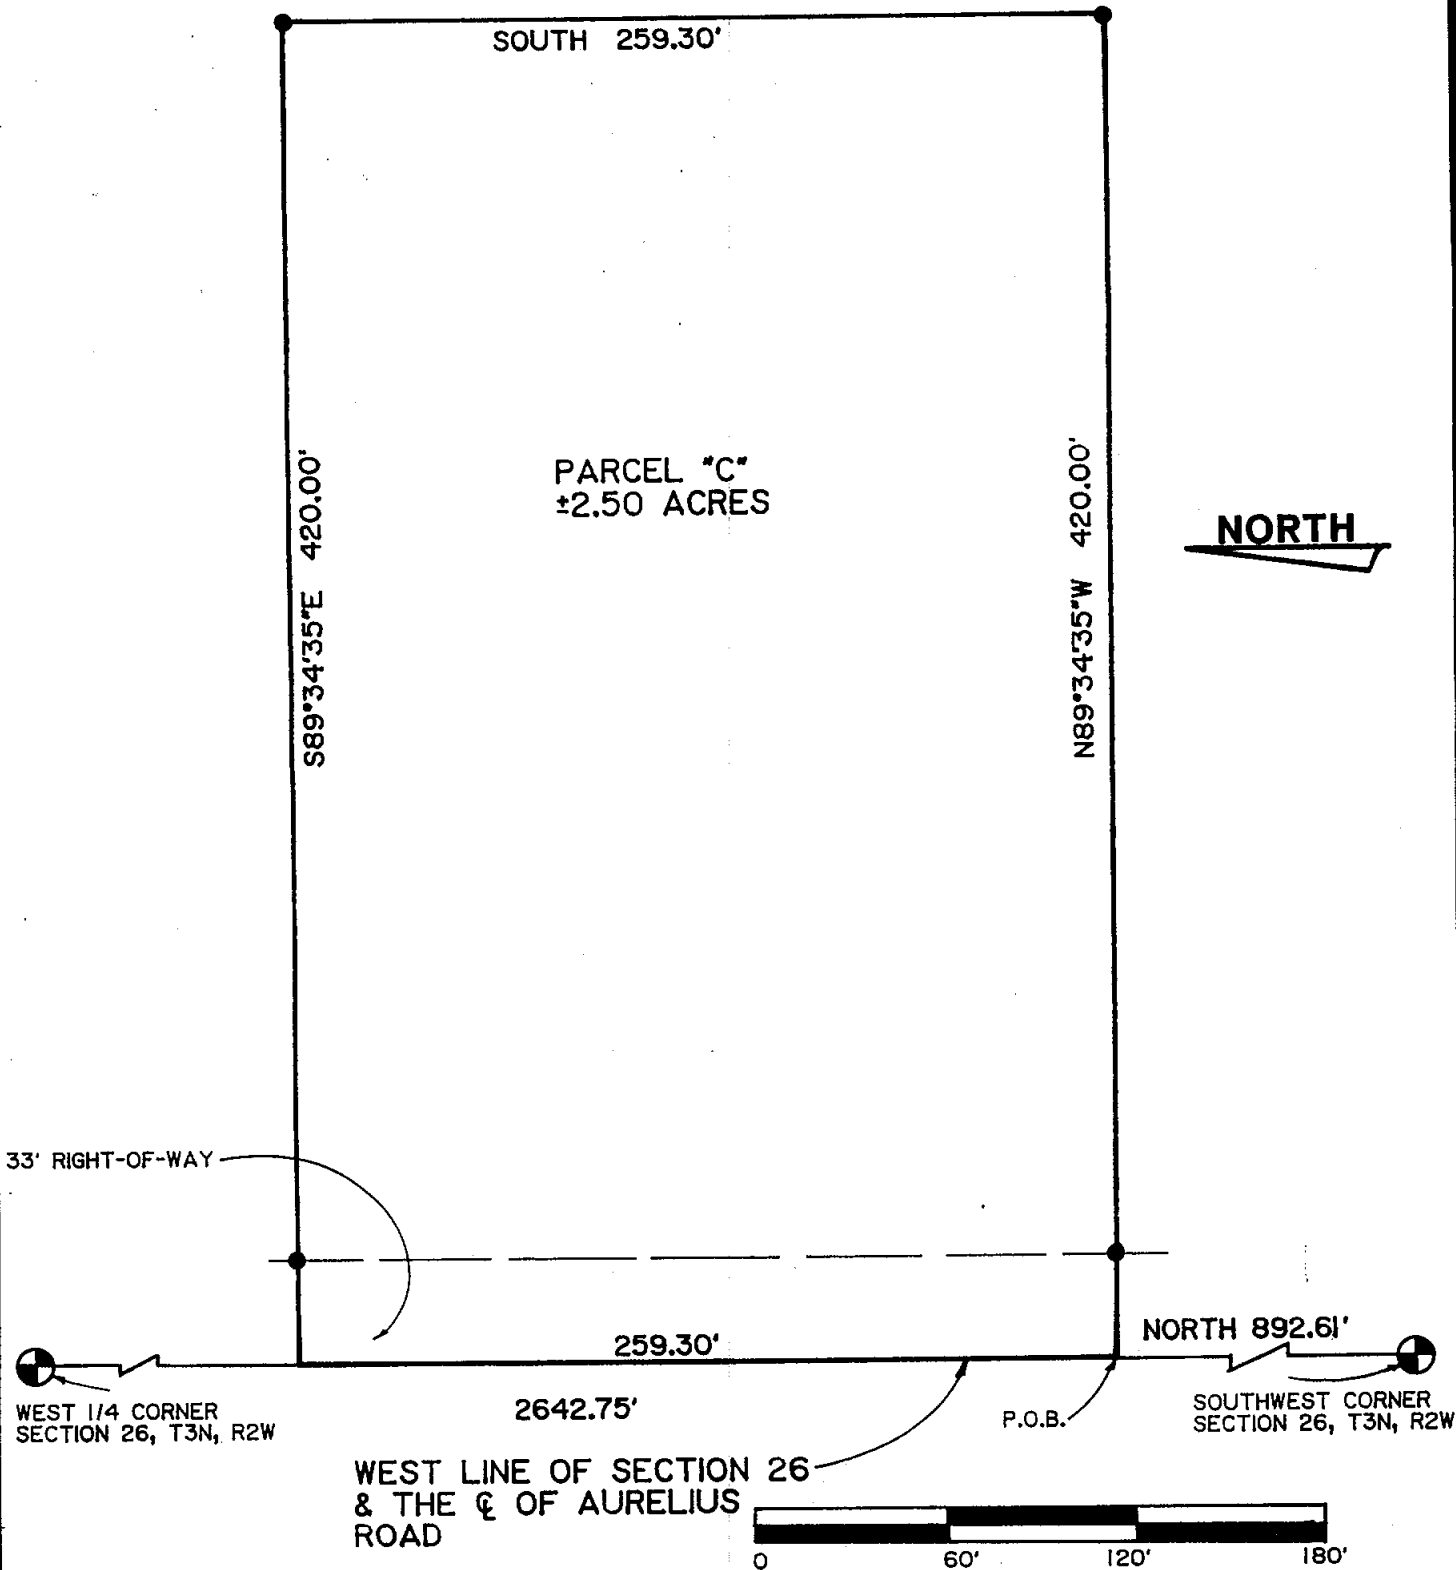 SOUTH 259.30'
PARCEL "C"
±2.50 ACRES
S89°34'35"E 420.00'
N89°34'35"W 420.00'
NORTH
33' RIGHT-OF-WAY
259.30'
NORTH 892.61'
WEST 1/4 CORNER
SECTION 26, T3N, R2W
2642.75'
P.O.B.
SOUTHWEST CORNER
SECTION 26, T3N, R2W
WEST LINE OF SECTION 26
& THE ℄ OF AURELIUS
ROAD
0 60' 120' 180'